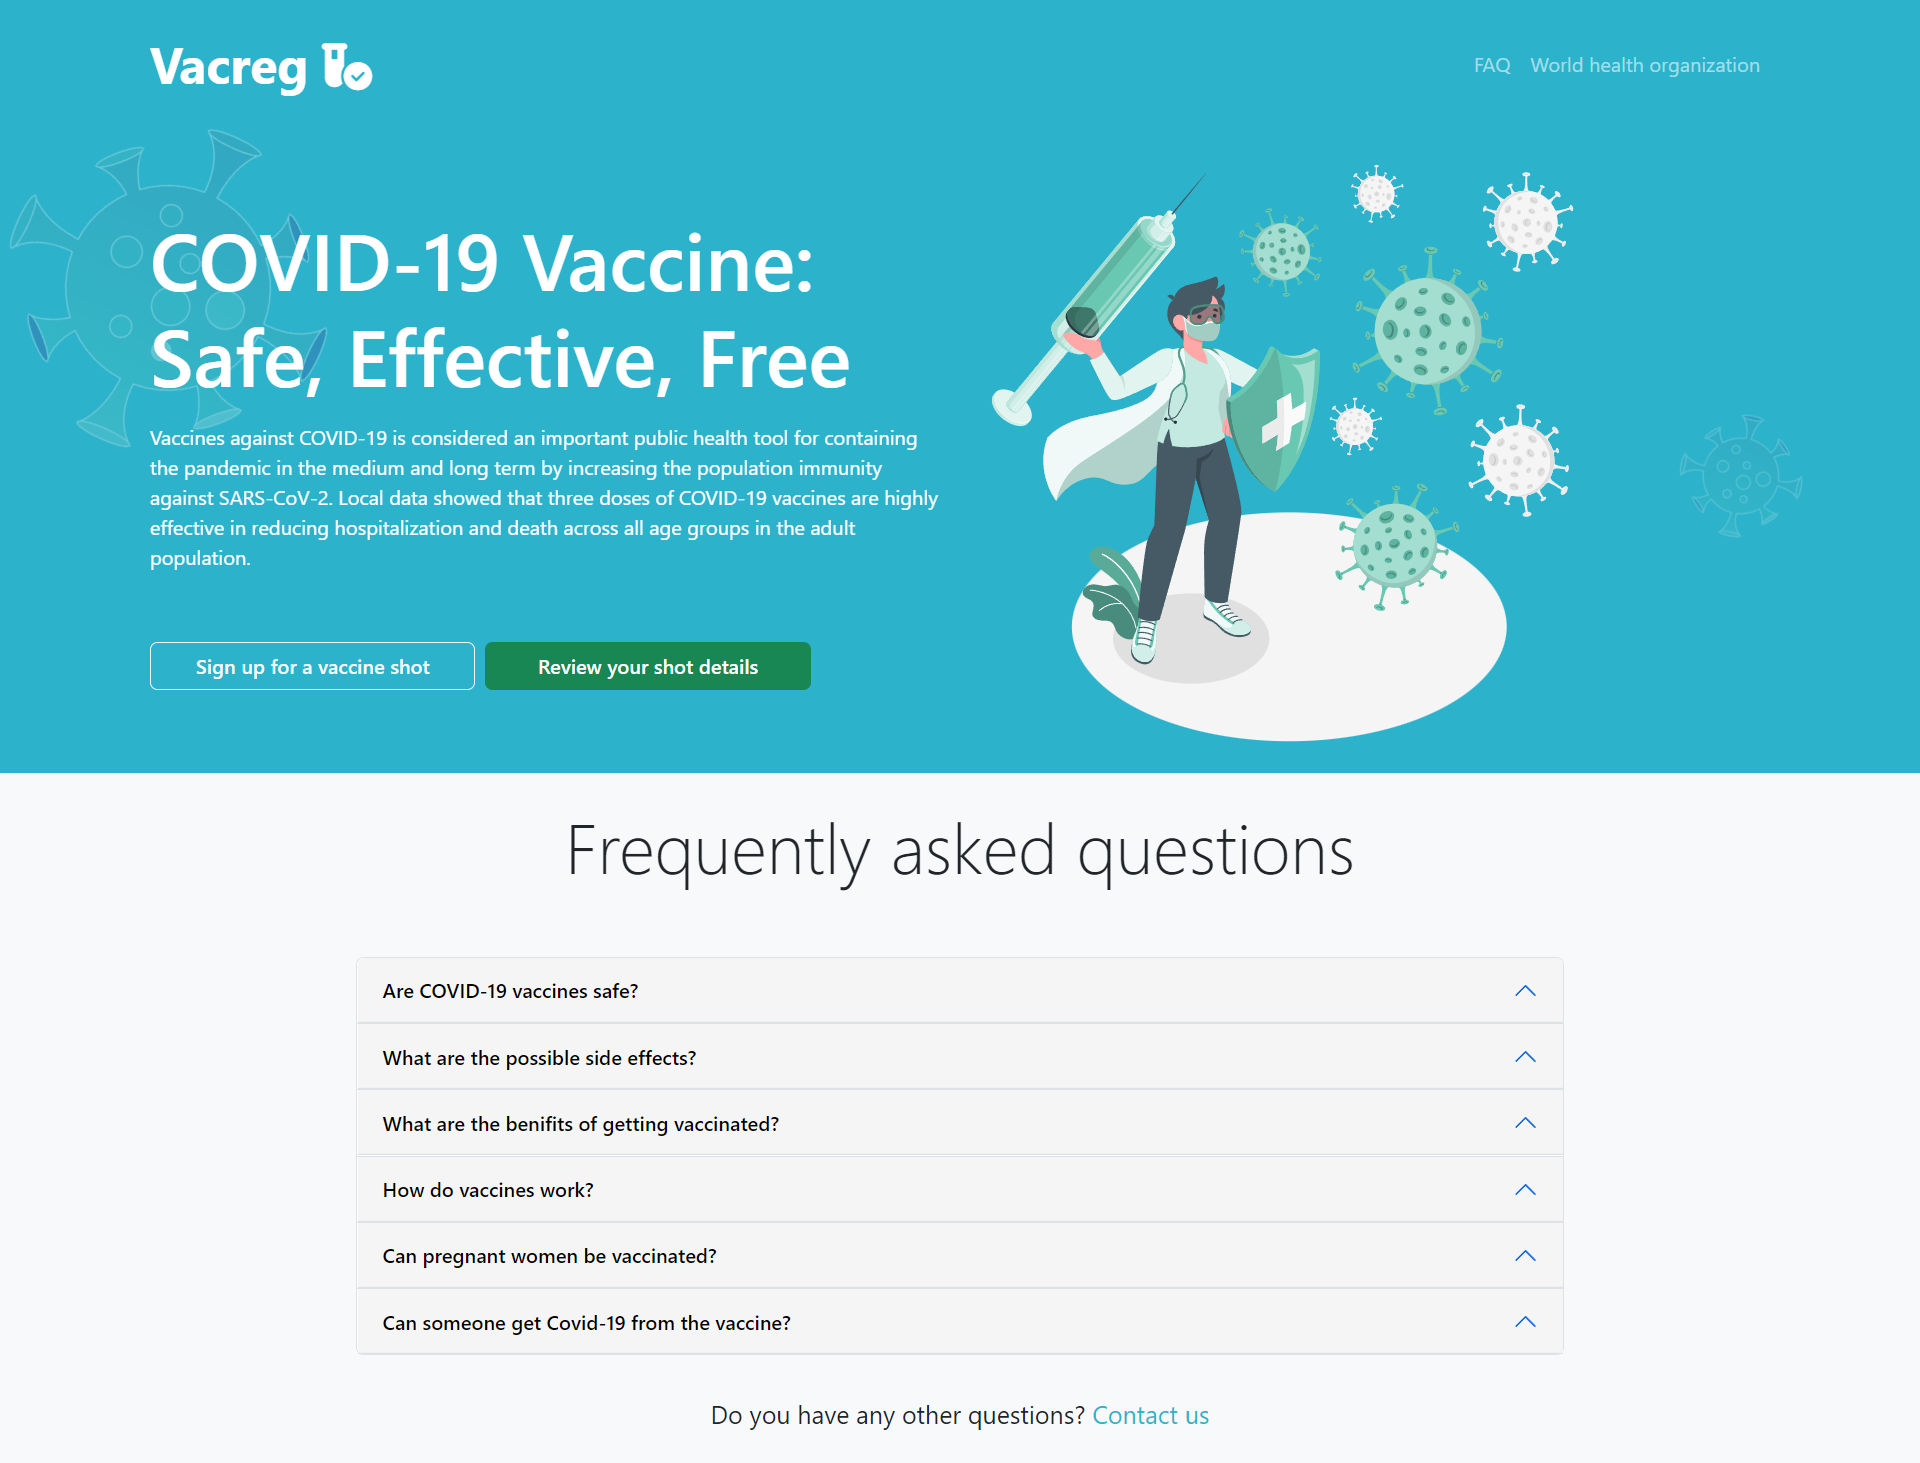 Vacreg
FAQ World health organization
COVID-19 Vaccine:
Safe, Effective, Free
Vaccines against COVID-19 is considered an important public health tool for containing
the pandemic in the medium and long term by increasing the population immunity
against SARS-CoV-2. Local data showed that three doses of COVID-19 vaccines are highly
effective in reducing hospitalization and death across all age groups in the adult
population.
Sign up for a vaccine shot
Review your shot details
Frequently asked questions
Are COVID-19 vaccines safe?
What are the possible side effects?
What are the benifits of getting vaccinated?
How do vaccines work?
Can pregnant women be vaccinated?
Can someone get Covid-19 from the vaccine?
Do you have any other questions? Contact us